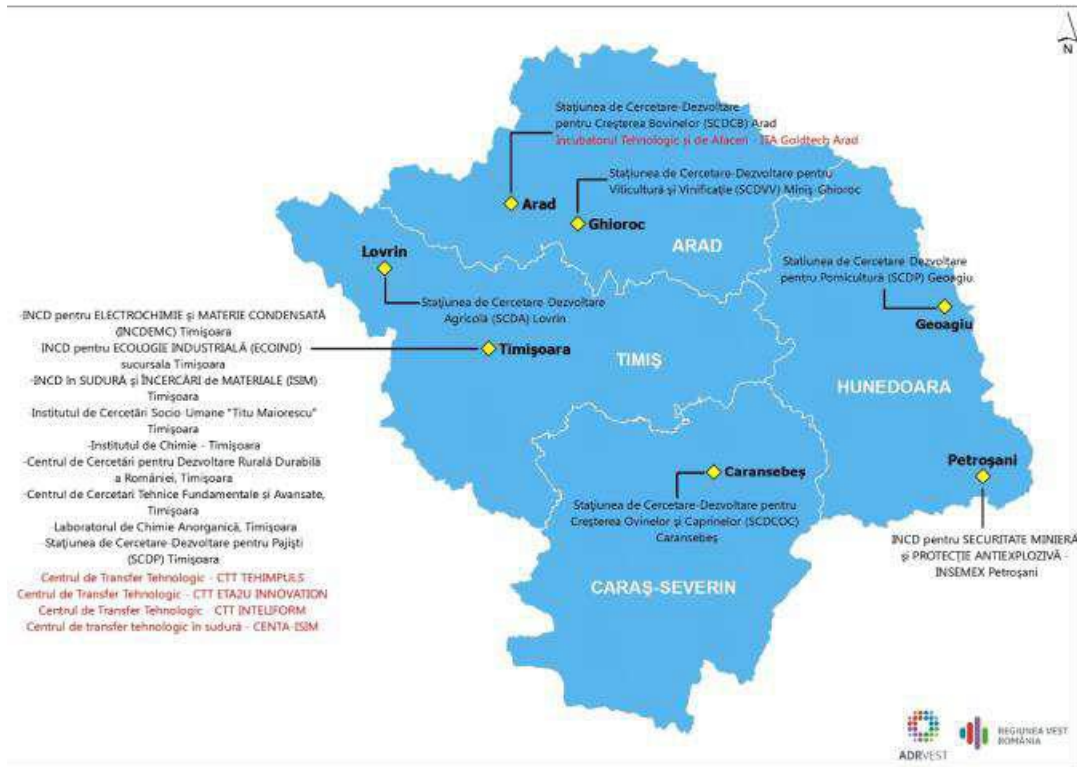 N
Stațiunea de Cercetare-Dezvoltare
pentru Creșterea Bovinelor (SCDCB) Arad
Incubatorul Tehnologic și de Afaceri - ITA Goldtech Arad
Stațiunea de Cercetare-Dezvoltare pentru
Viticultură și Vinificație (SCDVV) Miniș-Ghioroc
Arad
Ghioroc
ARAD
Lovrin
Stațiunea de Cercetare-Dezvoltare
pentru Pomicultură (SCDP) Geoagiu
Stațiunea de Cercetare-Dezvoltare
Agricolă (SCDA) Lovrin
Geoagiu
INCD pentru ELECTROCHIMIE și MATERIE CONDENSATĂ
(INCDEMC) Timișoara
INCD pentru ECOLOGIE INDUSTRIALĂ (ECOIND)
sucursala Timișoara
-INCD în SUDURĂ și ÎNCERCĂRI de MATERIALE (ISIM)
Timișoara
-Institutul de Cercetări Socio-Umane "Titu Maiorescu"
Timișoara
-Institutul de Chimie - Timișoara
-Centrul de Cercetări pentru Dezvoltare Rurală Durabilă
a României, Timișoara
-Centrul de Cercetari Tehnice Fundamentale si Avansate,
Timișoara
-Laboratorul de Chimie Anorganică, Timișoara
Stațiunea de Cercetare-Dezvoltare pentru Pajiști
(SCDP) Timișoara
Centrul de Transfer Tehnologic - CTT TEHIMPULS
Centrul de Transfer Tehnologic - CTT ETA2U INNOVATION
Centrul de Transfer Tehnologic - CTT INTELIFORM
Centrul de transfer tehnologic în sudură - CENTA-ISIM
Timișoara
TIMIȘ
HUNEDOARA
Caransebeș
Petroșani
Stațiunea de Cercetare-Dezvoltare pentru
Creșterea Ovinelor și Caprinelor (SCDCOC)
Caransebeș
INCD pentru SECURITATE MINIERĂ
și PROTECȚIE ANTIEXPLOZIVĂ -
INSEMEX Petroșani
CARAȘ-SEVERIN
ADRVEST
REGIUNEA VEST
ROMÂNIA